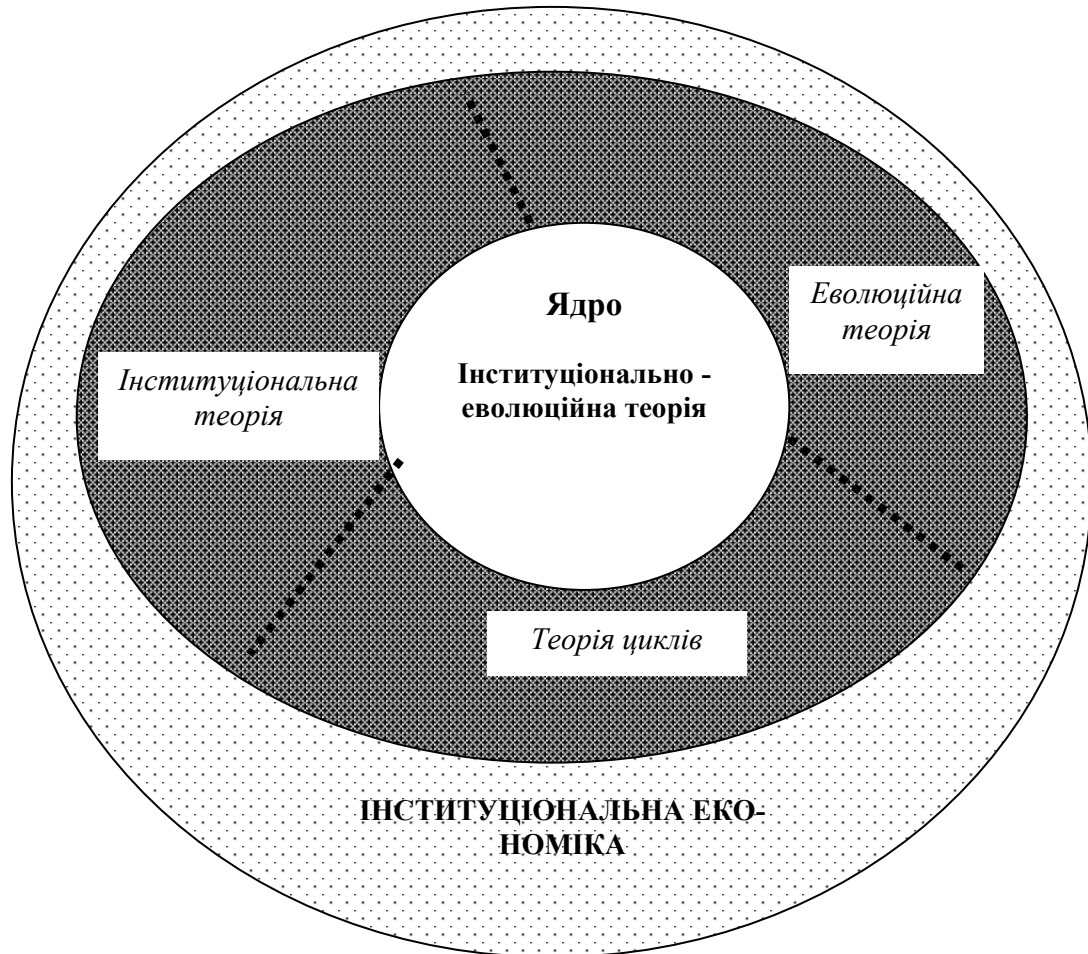 Ядро
Інституціонально -
еволюційна теорія
Еволюційна
теорія
Інституціональна
теорія
Теорія циклів
ІНСТИТУЦІОНАЛЬНА ЕКО-
НОМІКА